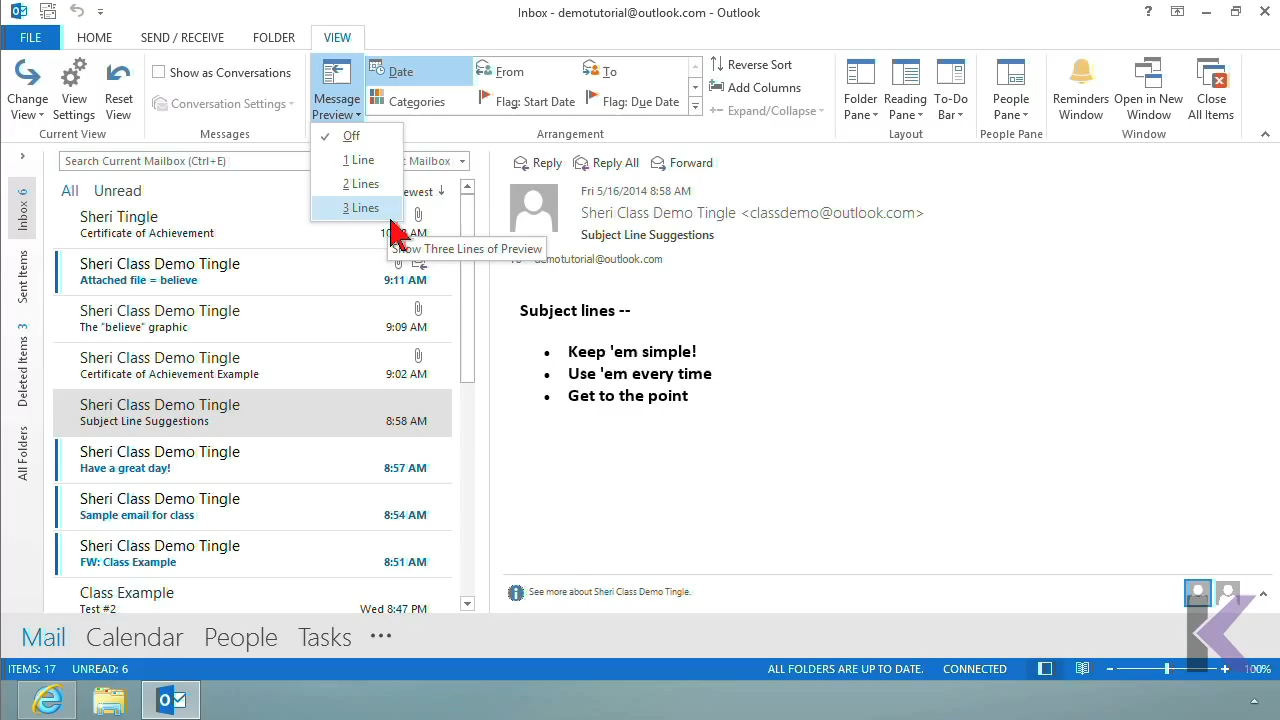 Inbox - demotutorial@outlook.com - Outlook
FILE HOME SEND / RECEIVE FOLDER VIEW
Change View
View Settings
Reset View
Current View
Show as Conversations
Conversation Settings
Messages
Message Preview
Date From To
Categories Flag: Start Date Flag: Due Date
Reverse Sort
Add Columns
Expand/Collapse
Arrangement
Folder Pane
Reading Pane
To-Do Bar
Layout
People Pane
People Pane
Reminders Window
Open in New Window
Close All Items
Window
Off
1 Line
2 Lines
3 Lines
Show Three Lines of Preview
Search Current Mailbox (Ctrl+E)
Mailbox
All Unread
Inbox 6
Sent Items
Deleted Items 3
All Folders
Sheri Tingle
Certificate of Achievement
AM
Sheri Class Demo Tingle
Attached file = believe 9:11 AM
Sheri Class Demo Tingle
The "believe" graphic 9:09 AM
Sheri Class Demo Tingle
Certificate of Achievement Example 9:02 AM
Sheri Class Demo Tingle
Subject Line Suggestions 8:58 AM
Sheri Class Demo Tingle
Have a great day! 8:57 AM
Sheri Class Demo Tingle
Sample email for class 8:54 AM
Sheri Class Demo Tingle
FW: Class Example 8:51 AM
Class Example
Test #2 Wed 8:47 PM
Reply Reply All Forward
Fri 5/16/2014 8:58 AM
Sheri Class Demo Tingle <classdemo@outlook.com>
Subject Line Suggestions
demotutorial@outlook.com
Subject lines --
• Keep 'em simple!
• Use 'em every time
• Get to the point
See more about Sheri Class Demo Tingle.
Mail Calendar People Tasks •••
ITEMS: 17 UNREAD: 6
ALL FOLDERS ARE UP TO DATE. CONNECTED
100%